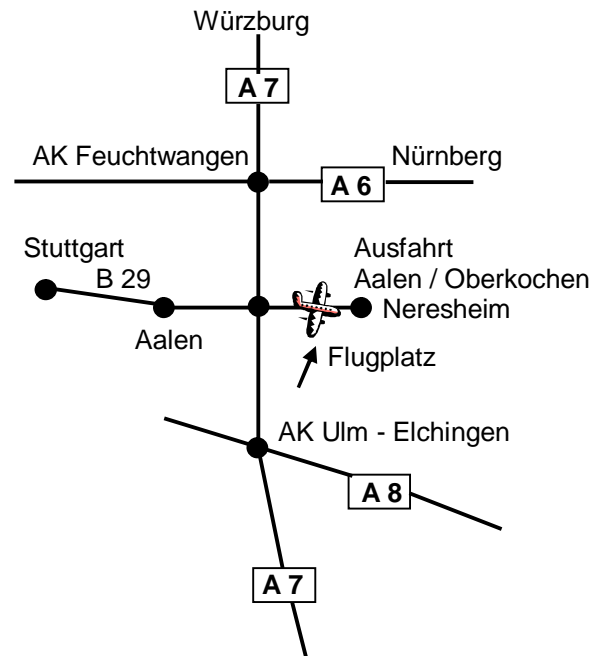 Würzburg
A 7
AK Feuchtwangen
Nürnberg
A 6
Stuttgart
B 29
Ausfahrt
Aalen / Oberkochen
Neresheim
Aalen
Flugplatz
AK Ulm - Elchingen
A 8
A 7